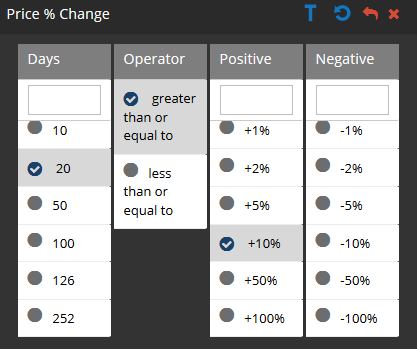 Price % Change
T
Days
10
20
50
100
126
252
Operator
greater
than or
equal to
less
than or
equal to
Positive
+1%
+2%
+5%
+10%
+50%
+100%
Negative
-1%
-2%
-5%
-10%
-50%
-100%